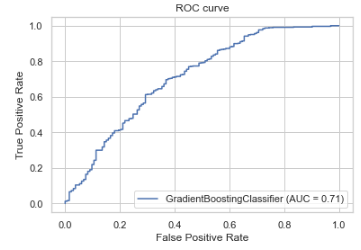 ROC curve
1.0
0.8
0.6
0.4
0.2
0.0
True Positive Rate
GradientBoostingClassifier (AUC = 0.71)
0.0 0.2 0.4 0.6 0.8 1.0
False Positive Rate